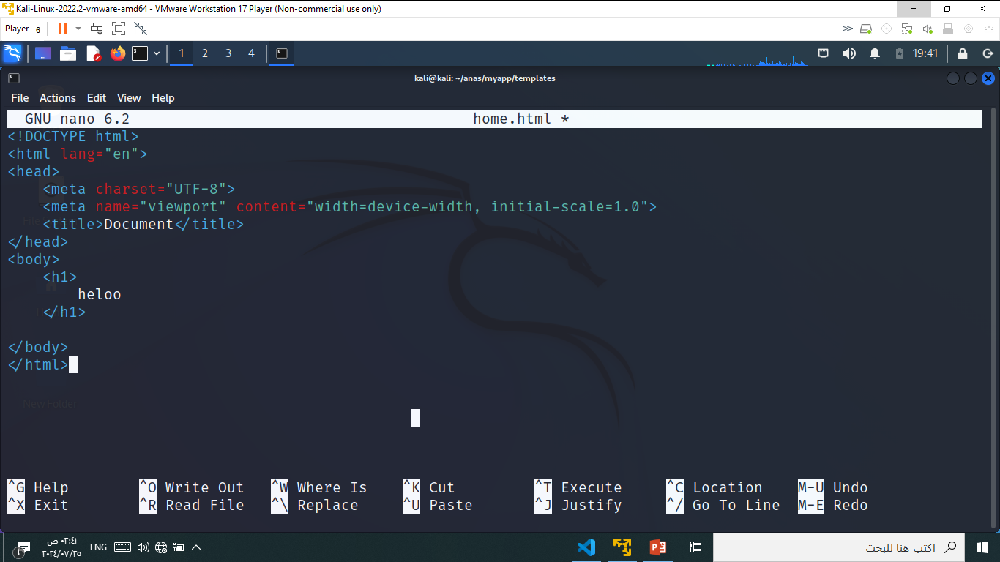 Kali-Linux-2022.2-vmware-amd64 - VMware Workstation 17 Player (Non-commercial use only)
Player 6
1 2 3 4
19:41
kali@kali: ~/anas/myapp/templates
File Actions Edit View Help
GNU nano 6.2 home.html *
<!DOCTYPE html>
<html lang="en">
<head>
    <meta charset="UTF-8">
    <meta name="viewport" content="width=device-width, initial-scale=1.0">
    <title>Document</title>
</head>
<body>
    <h1>
        heloo
    </h1>
</body>
</html>
New Folder
^G Help ^O Write Out ^W Where Is ^K Cut ^T Execute ^C Location M-U Undo
^X Exit ^R Read File ^\ Replace ^U Paste ^J Justify ^/ Go To Line M-E Redo
١
٠٢:٤١ ص
٢٠٢٤/٠٧/٢٥
ENG
اكتب هنا للبحث